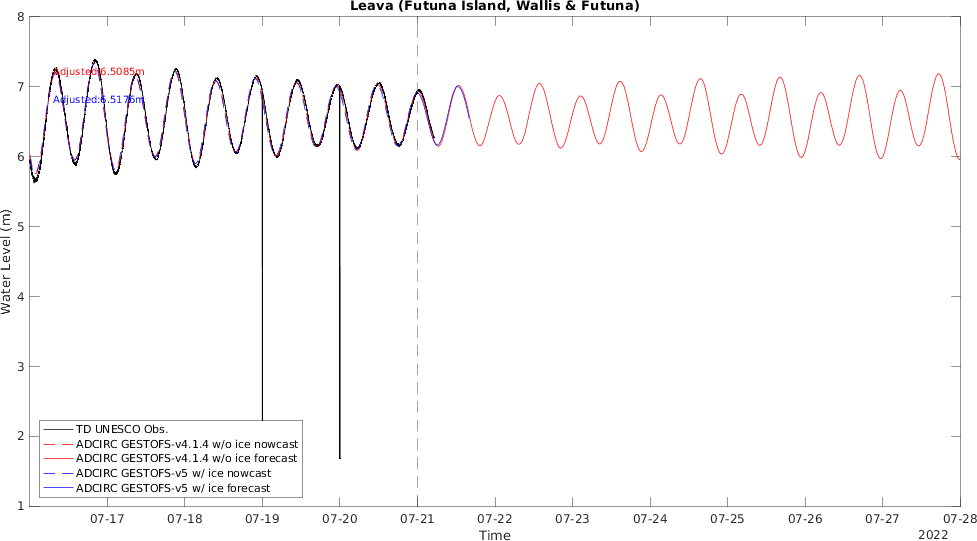 Leava (Futuna Island, Wallis & Futuna)
8
7
6
5
4
3
2
1
Water Level (m)
Adjusted:6.5085m
Adjusted:6.5176m
TD UNESCO Obs.
ADCIRC GESTOFS-v4.1.4 w/o ice nowcast
ADCIRC GESTOFS-v4.1.4 w/o ice forecast
ADCIRC GESTOFS-v5 w/ ice nowcast
ADCIRC GESTOFS-v5 w/ ice forecast
07-17 07-18 07-19 07-20 07-21 07-22 07-23 07-24 07-25 07-26 07-27 07-28
Time
2022